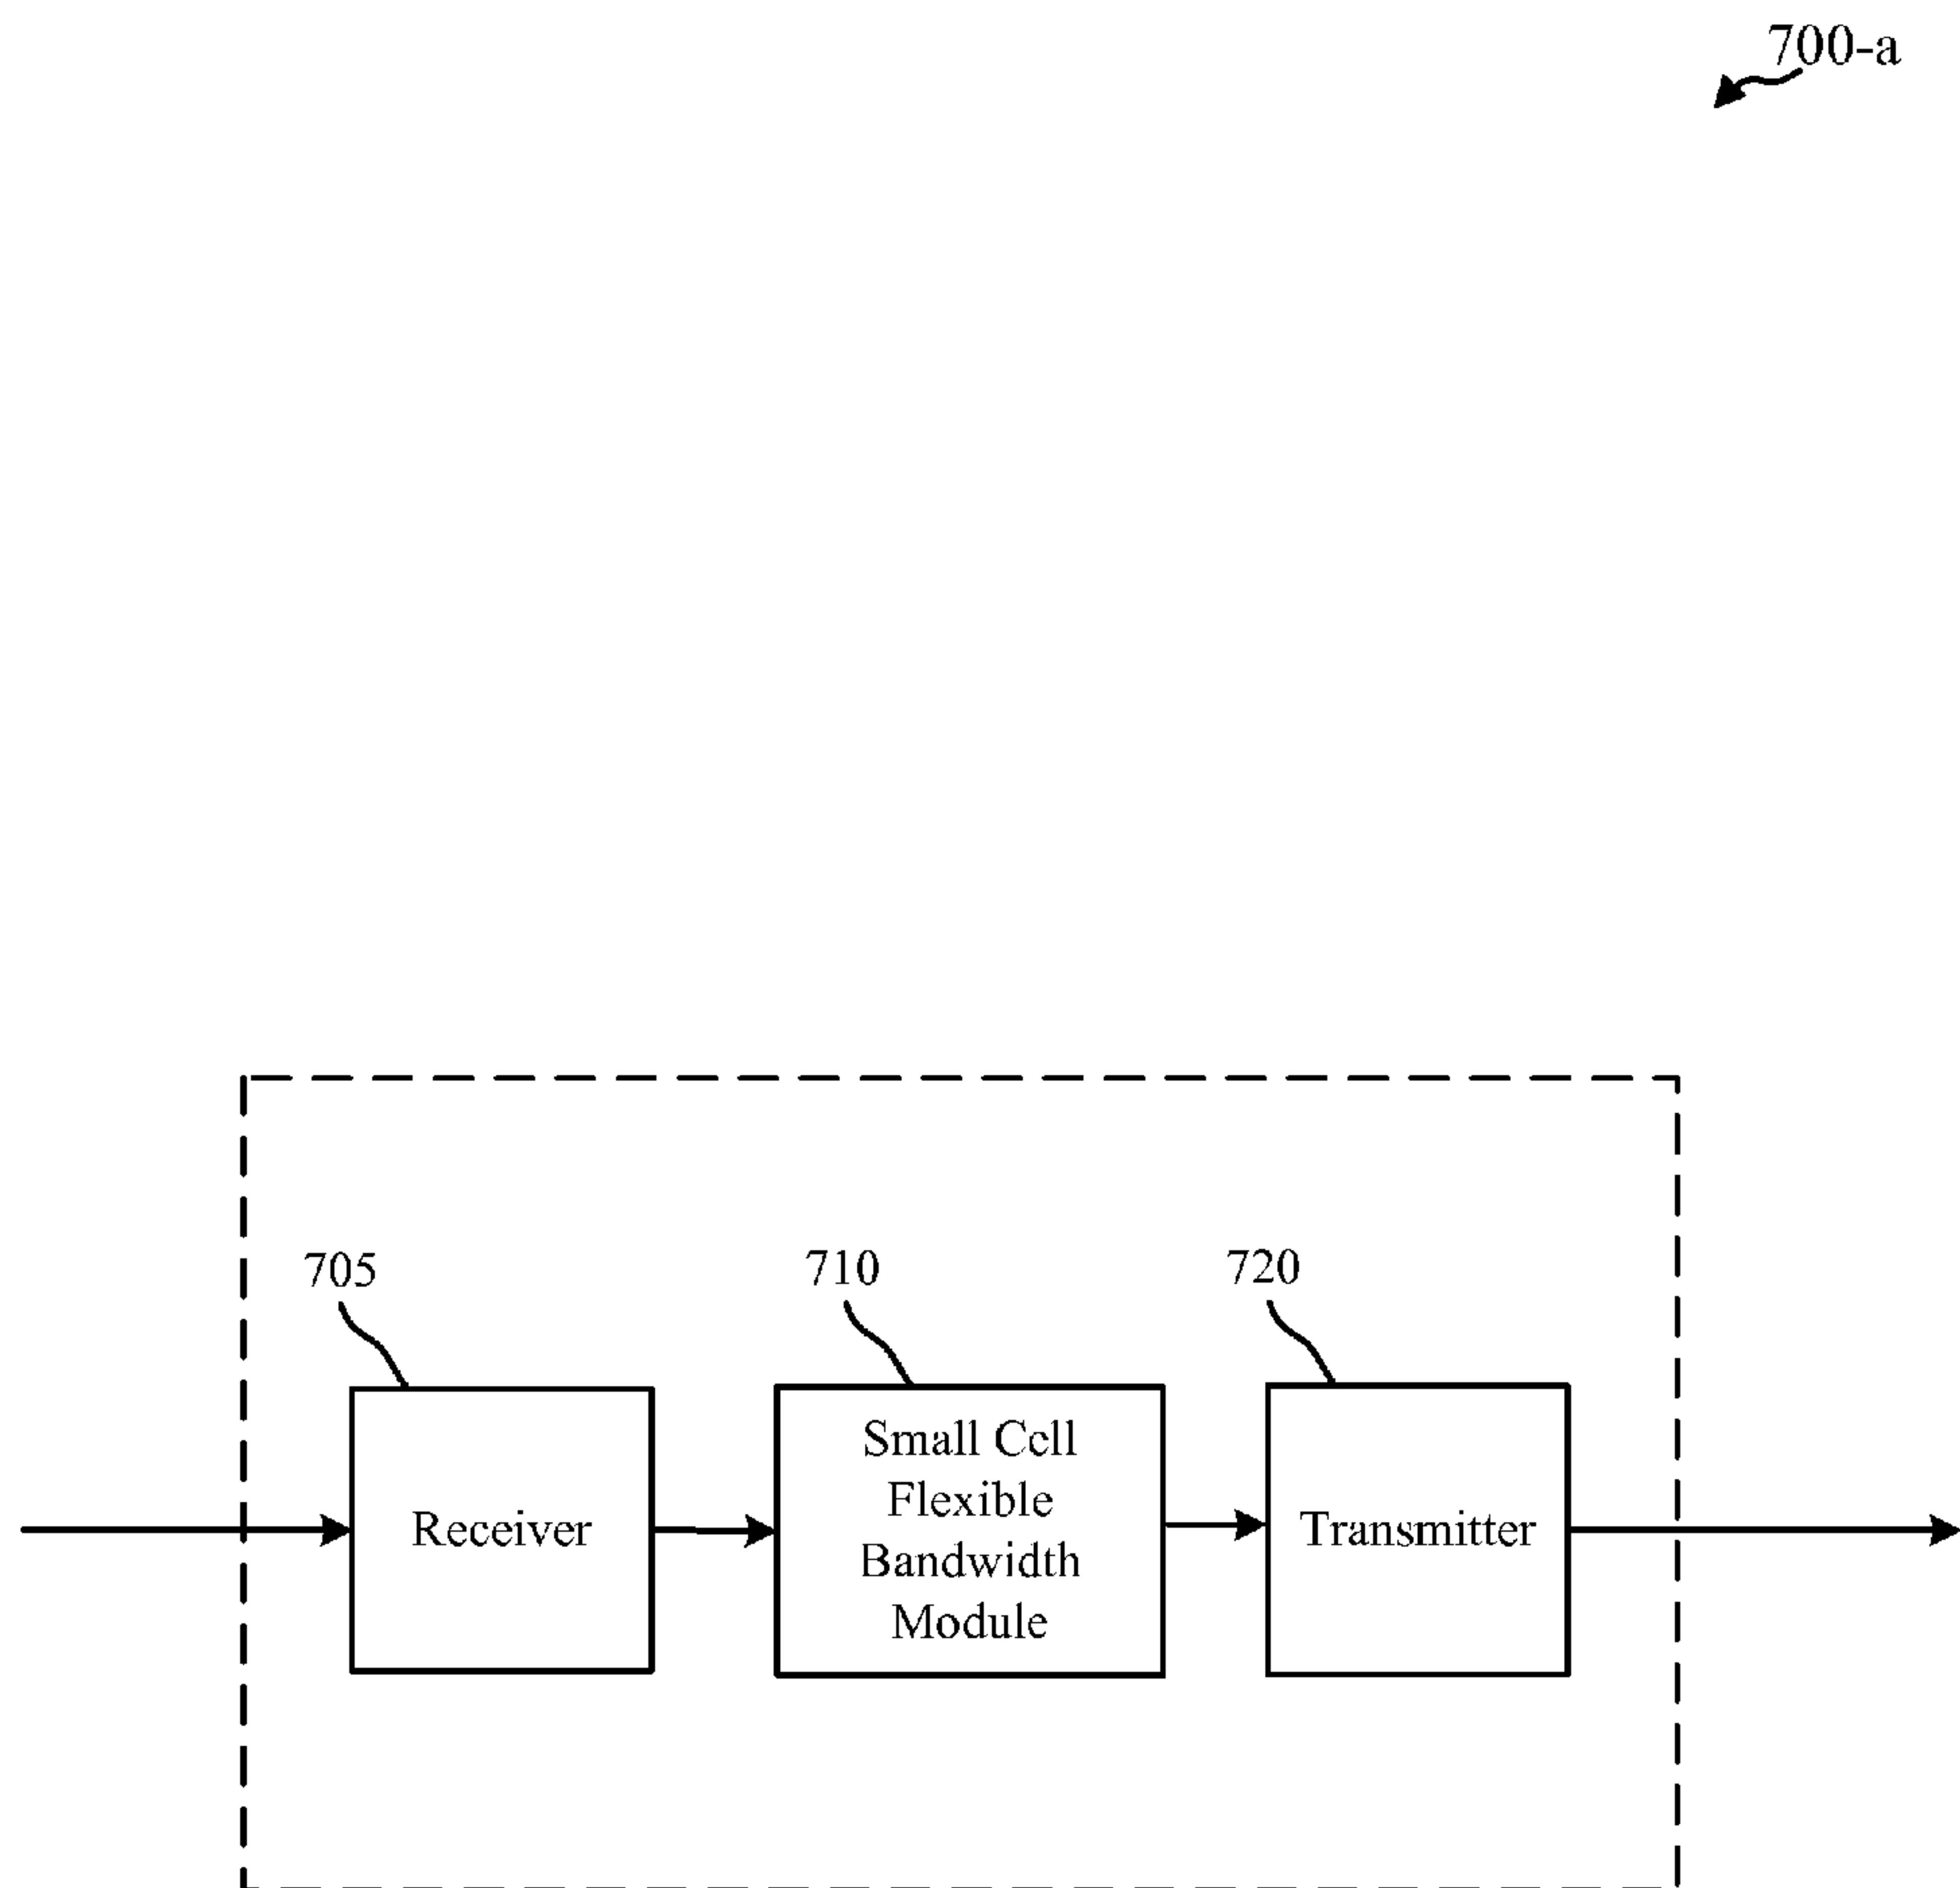 700-a
705
710
720
Receiver
Small Cell
Flexible
Bandwidth
Module
Transmitter